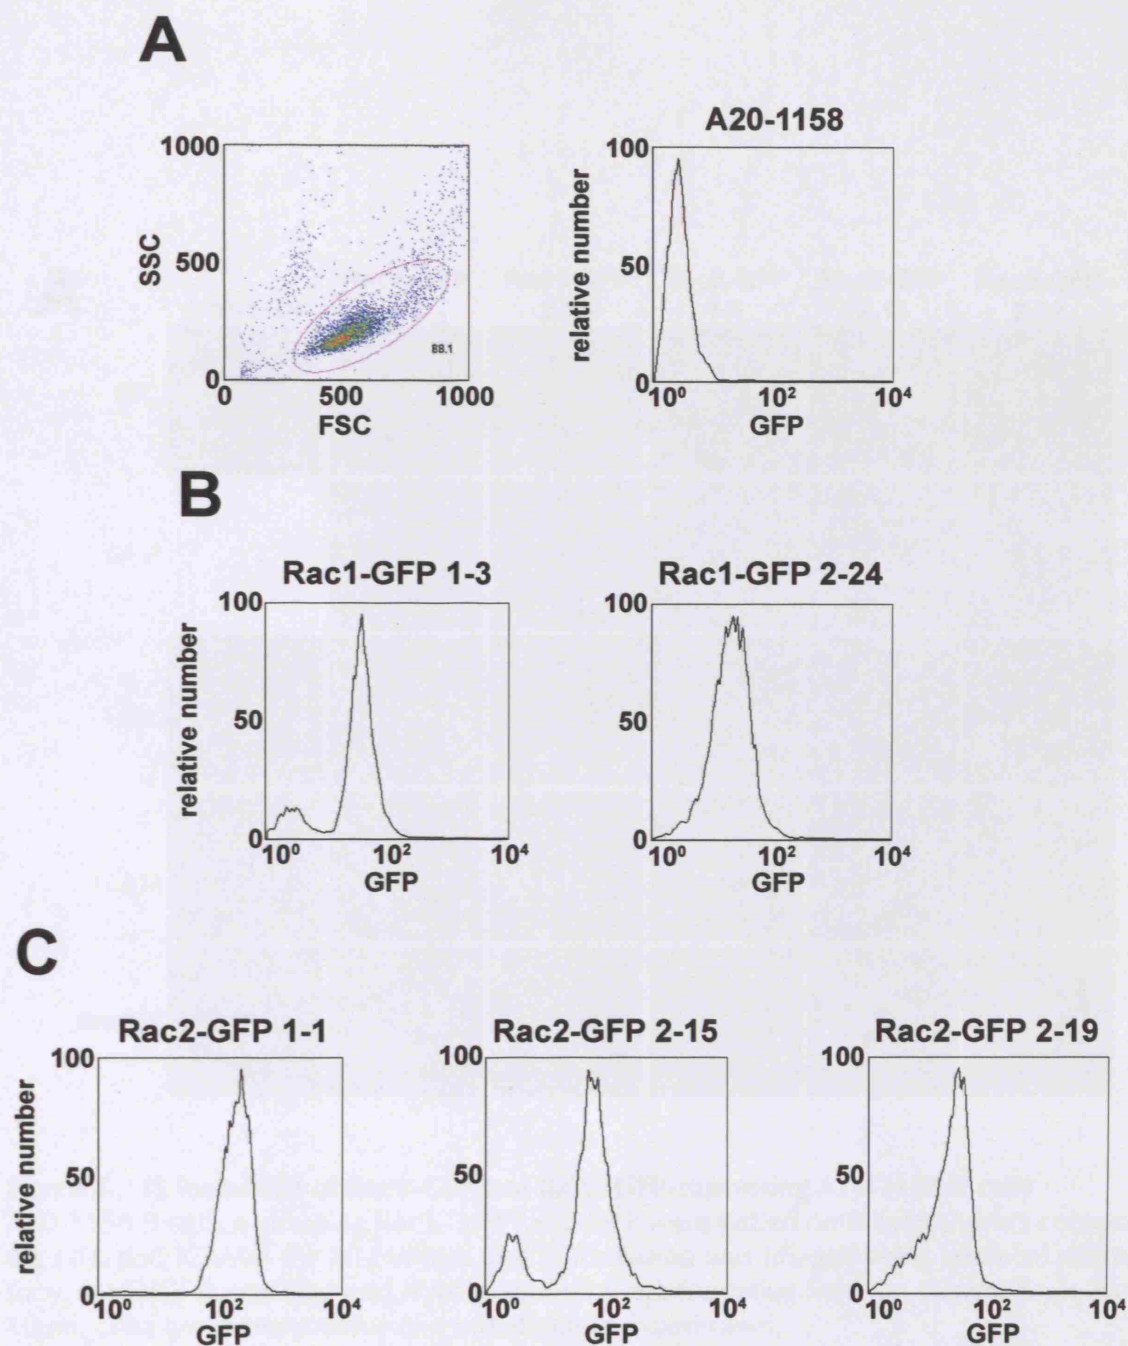 A
A20-1158
1000
500
0
SSC
88.1
0 500 1000
FSC
100
50
0
relative number
10⁰ 10² 10⁴
GFP
B
Rac1-GFP 1-3
Rac1-GFP 2-24
100
50
0
relative number
10⁰ 10² 10⁴
GFP
100
50
0
10⁰ 10² 10⁴
GFP
C
Rac2-GFP 1-1
Rac2-GFP 2-15
Rac2-GFP 2-19
100
50
0
relative number
10⁰ 10² 10⁴
GFP
100
50
0
10⁰ 10² 10⁴
GFP
100
50
0
10⁰ 10² 10⁴
GFP